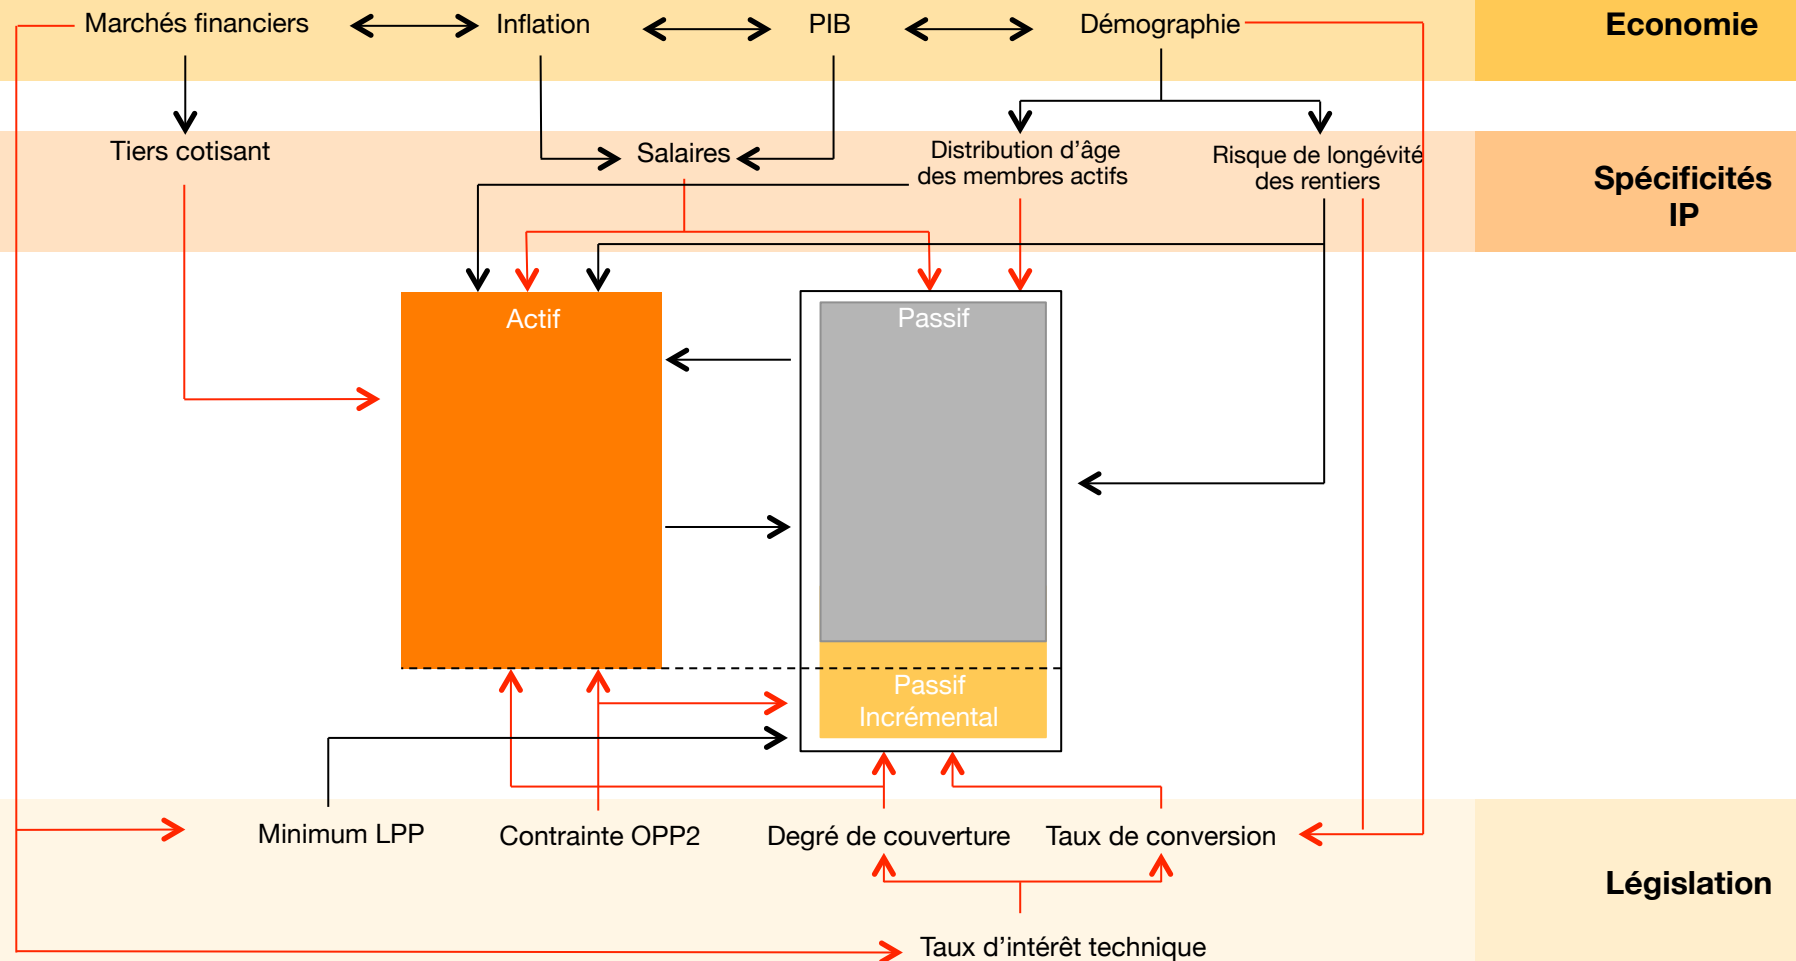 Marchés financiers
Inflation
PIB
Démographie
Economie
Tiers cotisant
Salaires
Distribution d'âge
des membres actifs
Risque de longévité
des rentiers
Spécificités
IP
Actif
Passif
Passif
Incrémental
Minimum LPP
Contrainte OPP2
Degré de couverture
Taux de conversion
Législation
Taux d'intérêt technique